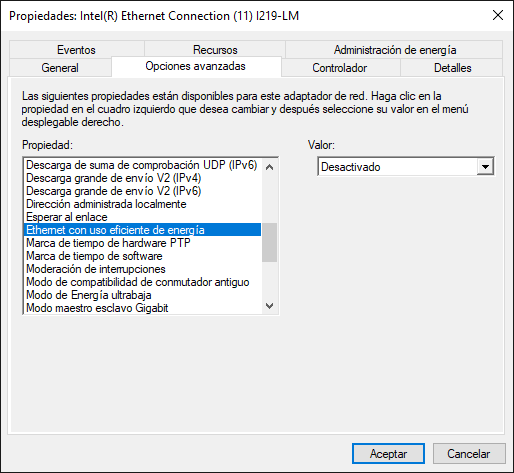 Propiedades: Intel(R) Ethernet Connection (11) I219-LM
Eventos
Recursos
Administración de energía
General
Opciones avanzadas
Controlador
Detalles
Las siguientes propiedades están disponibles para este adaptador de red. Haga clic en la
propiedad en el cuadro izquierdo que desea cambiar y después seleccione su valor en el menú
desplegable derecho.
Propiedad:
Valor:
Descarga de suma de comprobación UDP (IPv6)
Desactivado
Descarga grande de envío V2 (IPv4)
Descarga grande de envío V2 (IPv6)
Dirección administrada localmente
Esperar al enlace
Ethernet con uso eficiente de energía
Marca de tiempo de hardware PTP
Marca de tiempo de software
Moderación de interrupciones
Modo de compatibilidad de conmutador antiguo
Modo de Energía ultrabaja
Modo maestro esclavo Gigabit
Aceptar
Cancelar